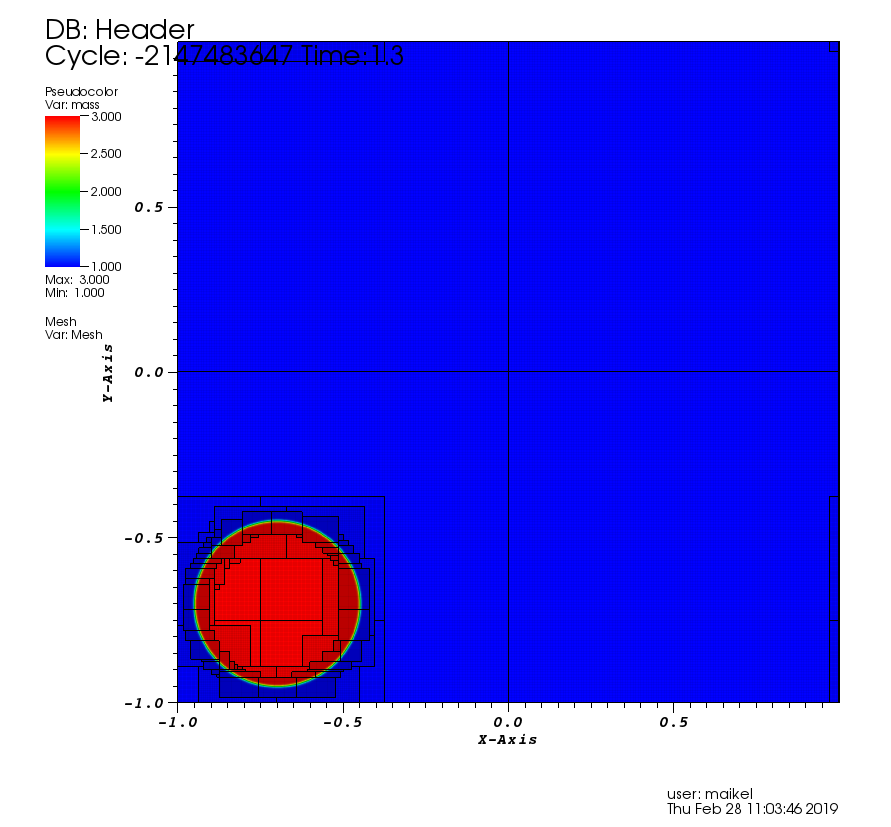 DB: Header
Cycle: -2147483647 Time:1.3
Pseudocolor
Var: mass
3.000
2.500
2.000
1.500
1.000
Max: 3.000
Min: 1.000
Mesh
Var: Mesh
Y-Axis
0.5
0.0
-0.5
-1.0
-1.0 -0.5 0.0 0.5
X-Axis
user: maikel
Thu Feb 28 11:03:46 2019